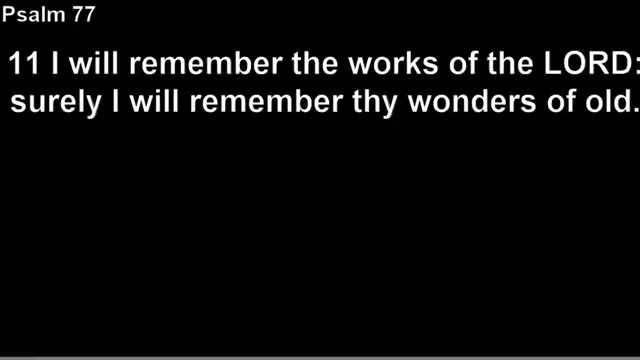 Psalm 77
11 I will remember the works of the LORD:
surely I will remember thy wonders of old.